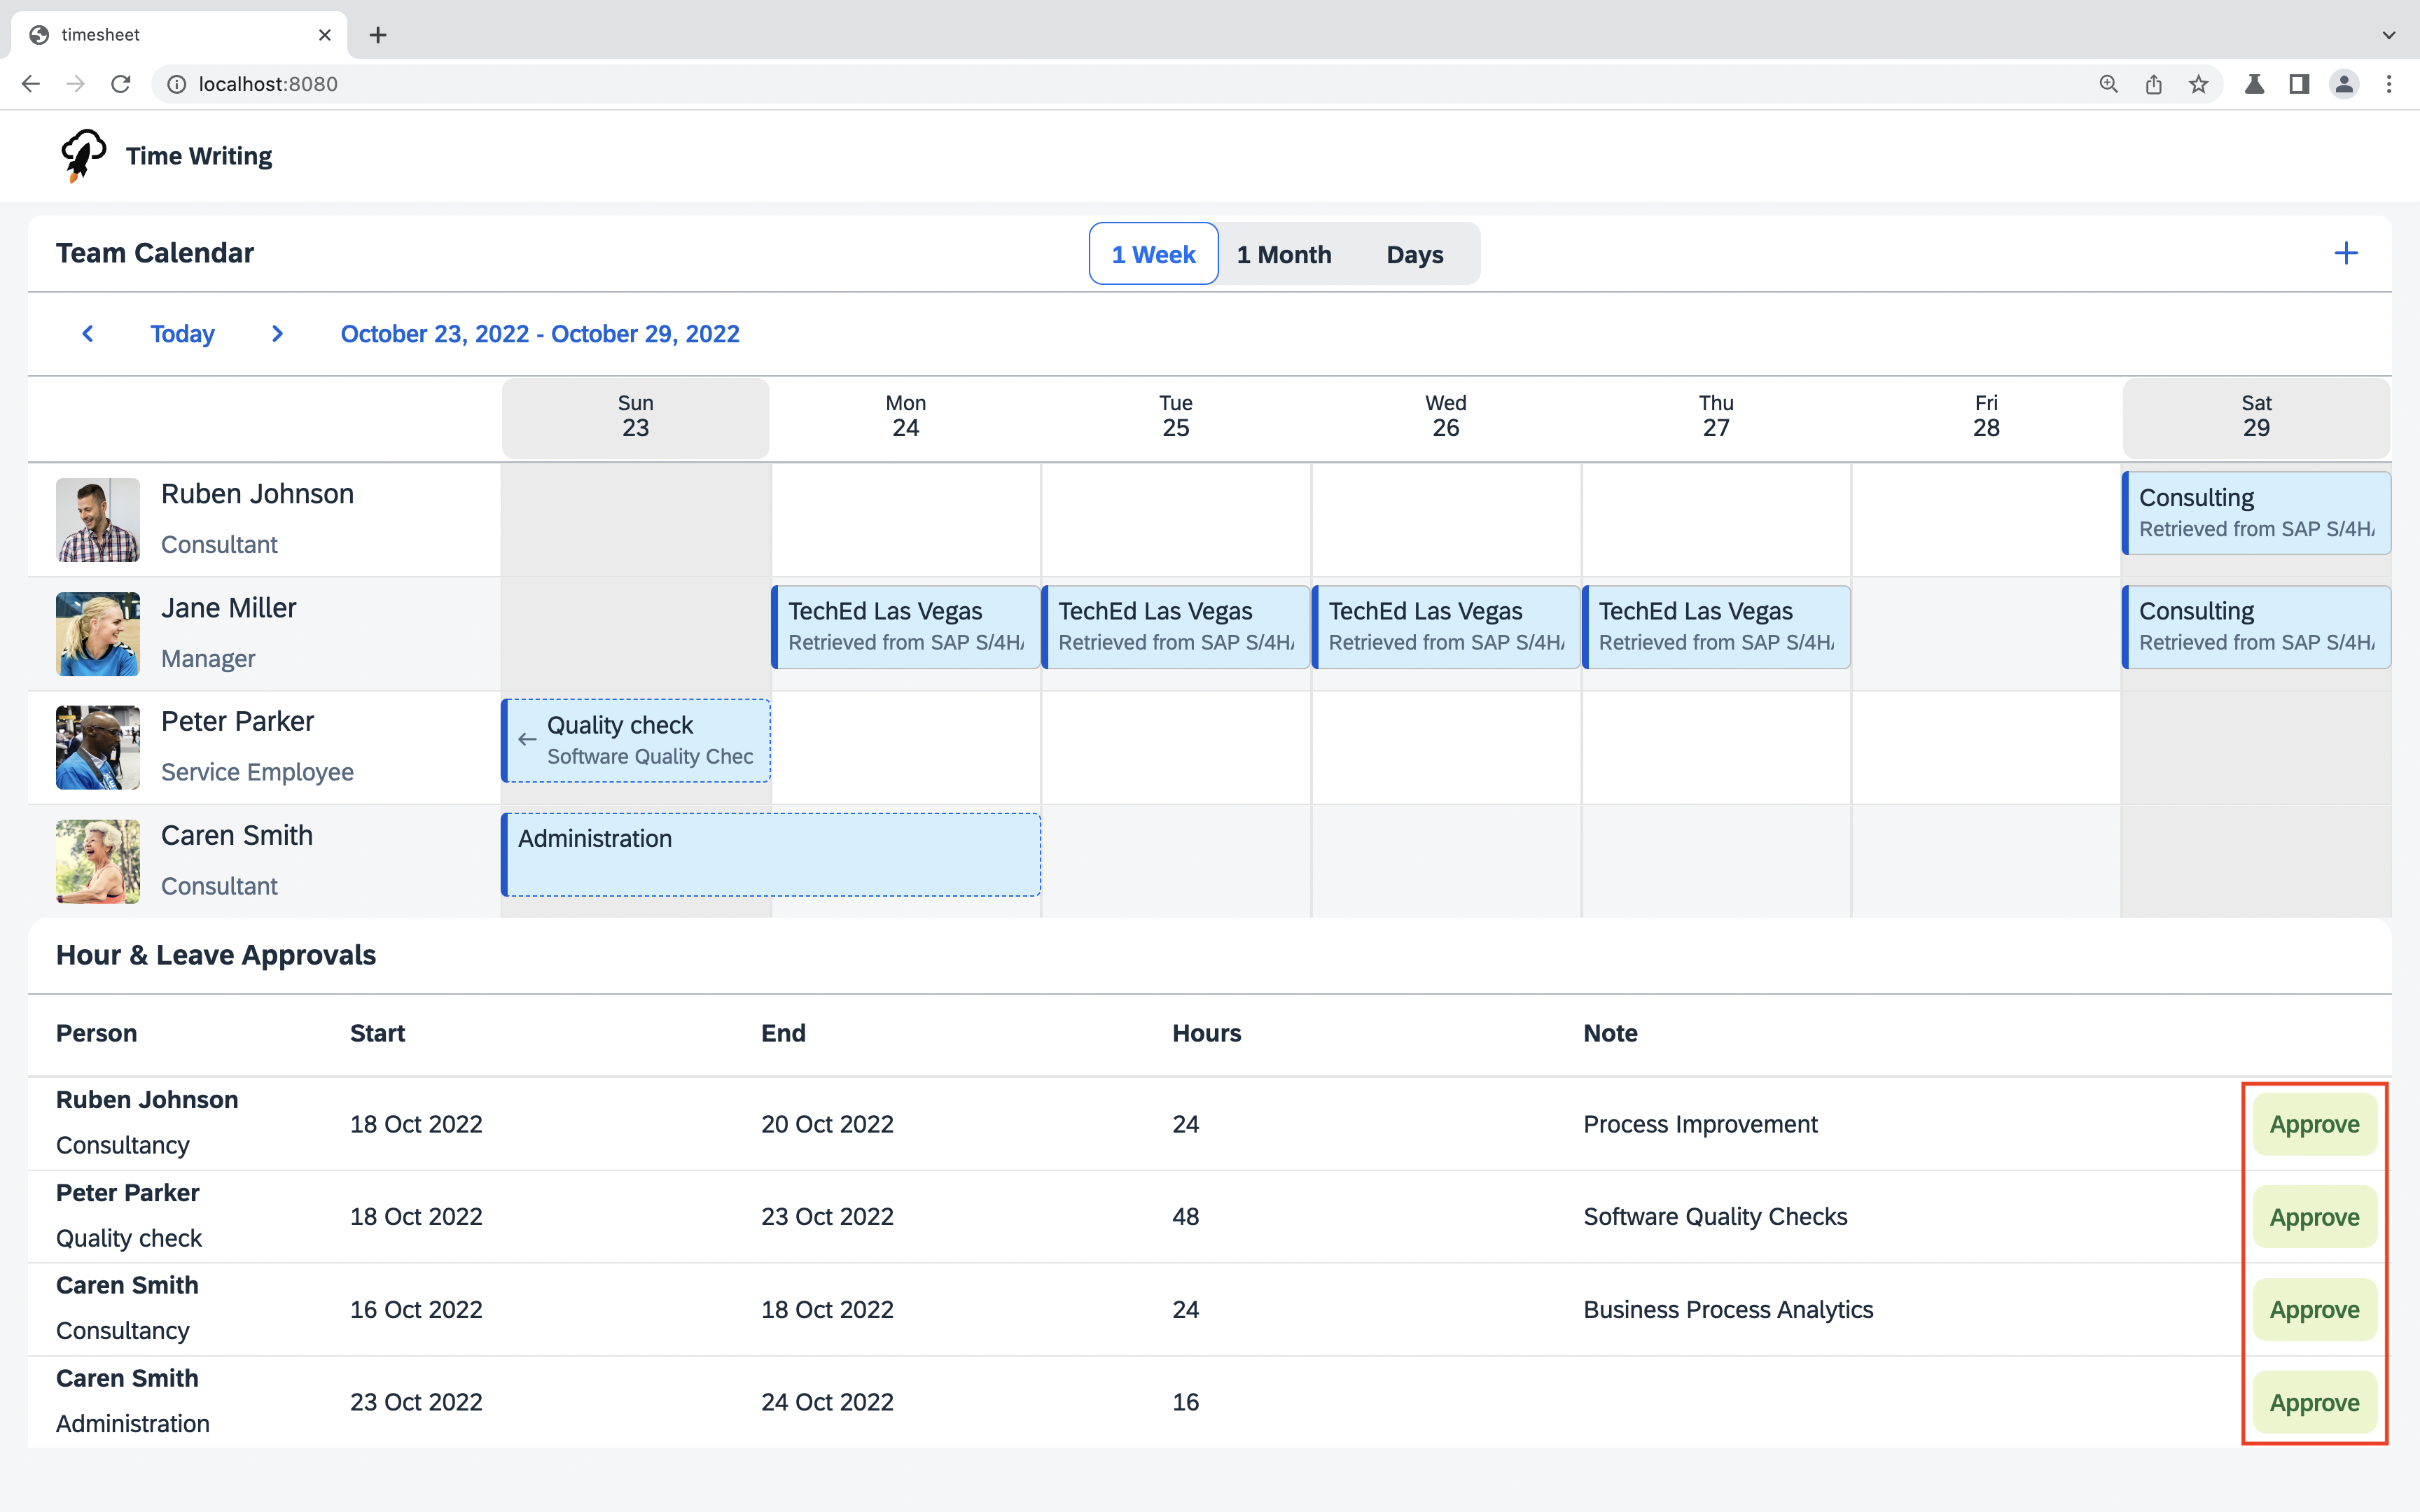 timesheet
localhost:8080
Time Writing
Team Calendar
1 Week 1 Month Days
Today October 23, 2022 - October 29, 2022
Sun Mon Tue Wed Thu Fri Sat
23 24 25 26 27 28 29
Ruben Johnson
Consultant
Consulting
Retrieved from SAP S/4HA
Jane Miller
Manager
TechEd Las Vegas TechEd Las Vegas TechEd Las Vegas TechEd Las Vegas Consulting
Retrieved from SAP S/4HA Retrieved from SAP S/4HA Retrieved from SAP S/4HA Retrieved from SAP S/4HA Retrieved from SAP S/4HA
Peter Parker
Service Employee
Quality check
Software Quality Chec
Caren Smith
Consultant
Administration
Hour & Leave Approvals
Person Start End Hours Note
Ruben Johnson
Consultancy
18 Oct 2022 20 Oct 2022 24 Process Improvement Approve
Peter Parker
Quality check
18 Oct 2022 23 Oct 2022 48 Software Quality Checks Approve
Caren Smith
Consultancy
16 Oct 2022 18 Oct 2022 24 Business Process Analytics Approve
Caren Smith
Administration
23 Oct 2022 24 Oct 2022 16 Approve